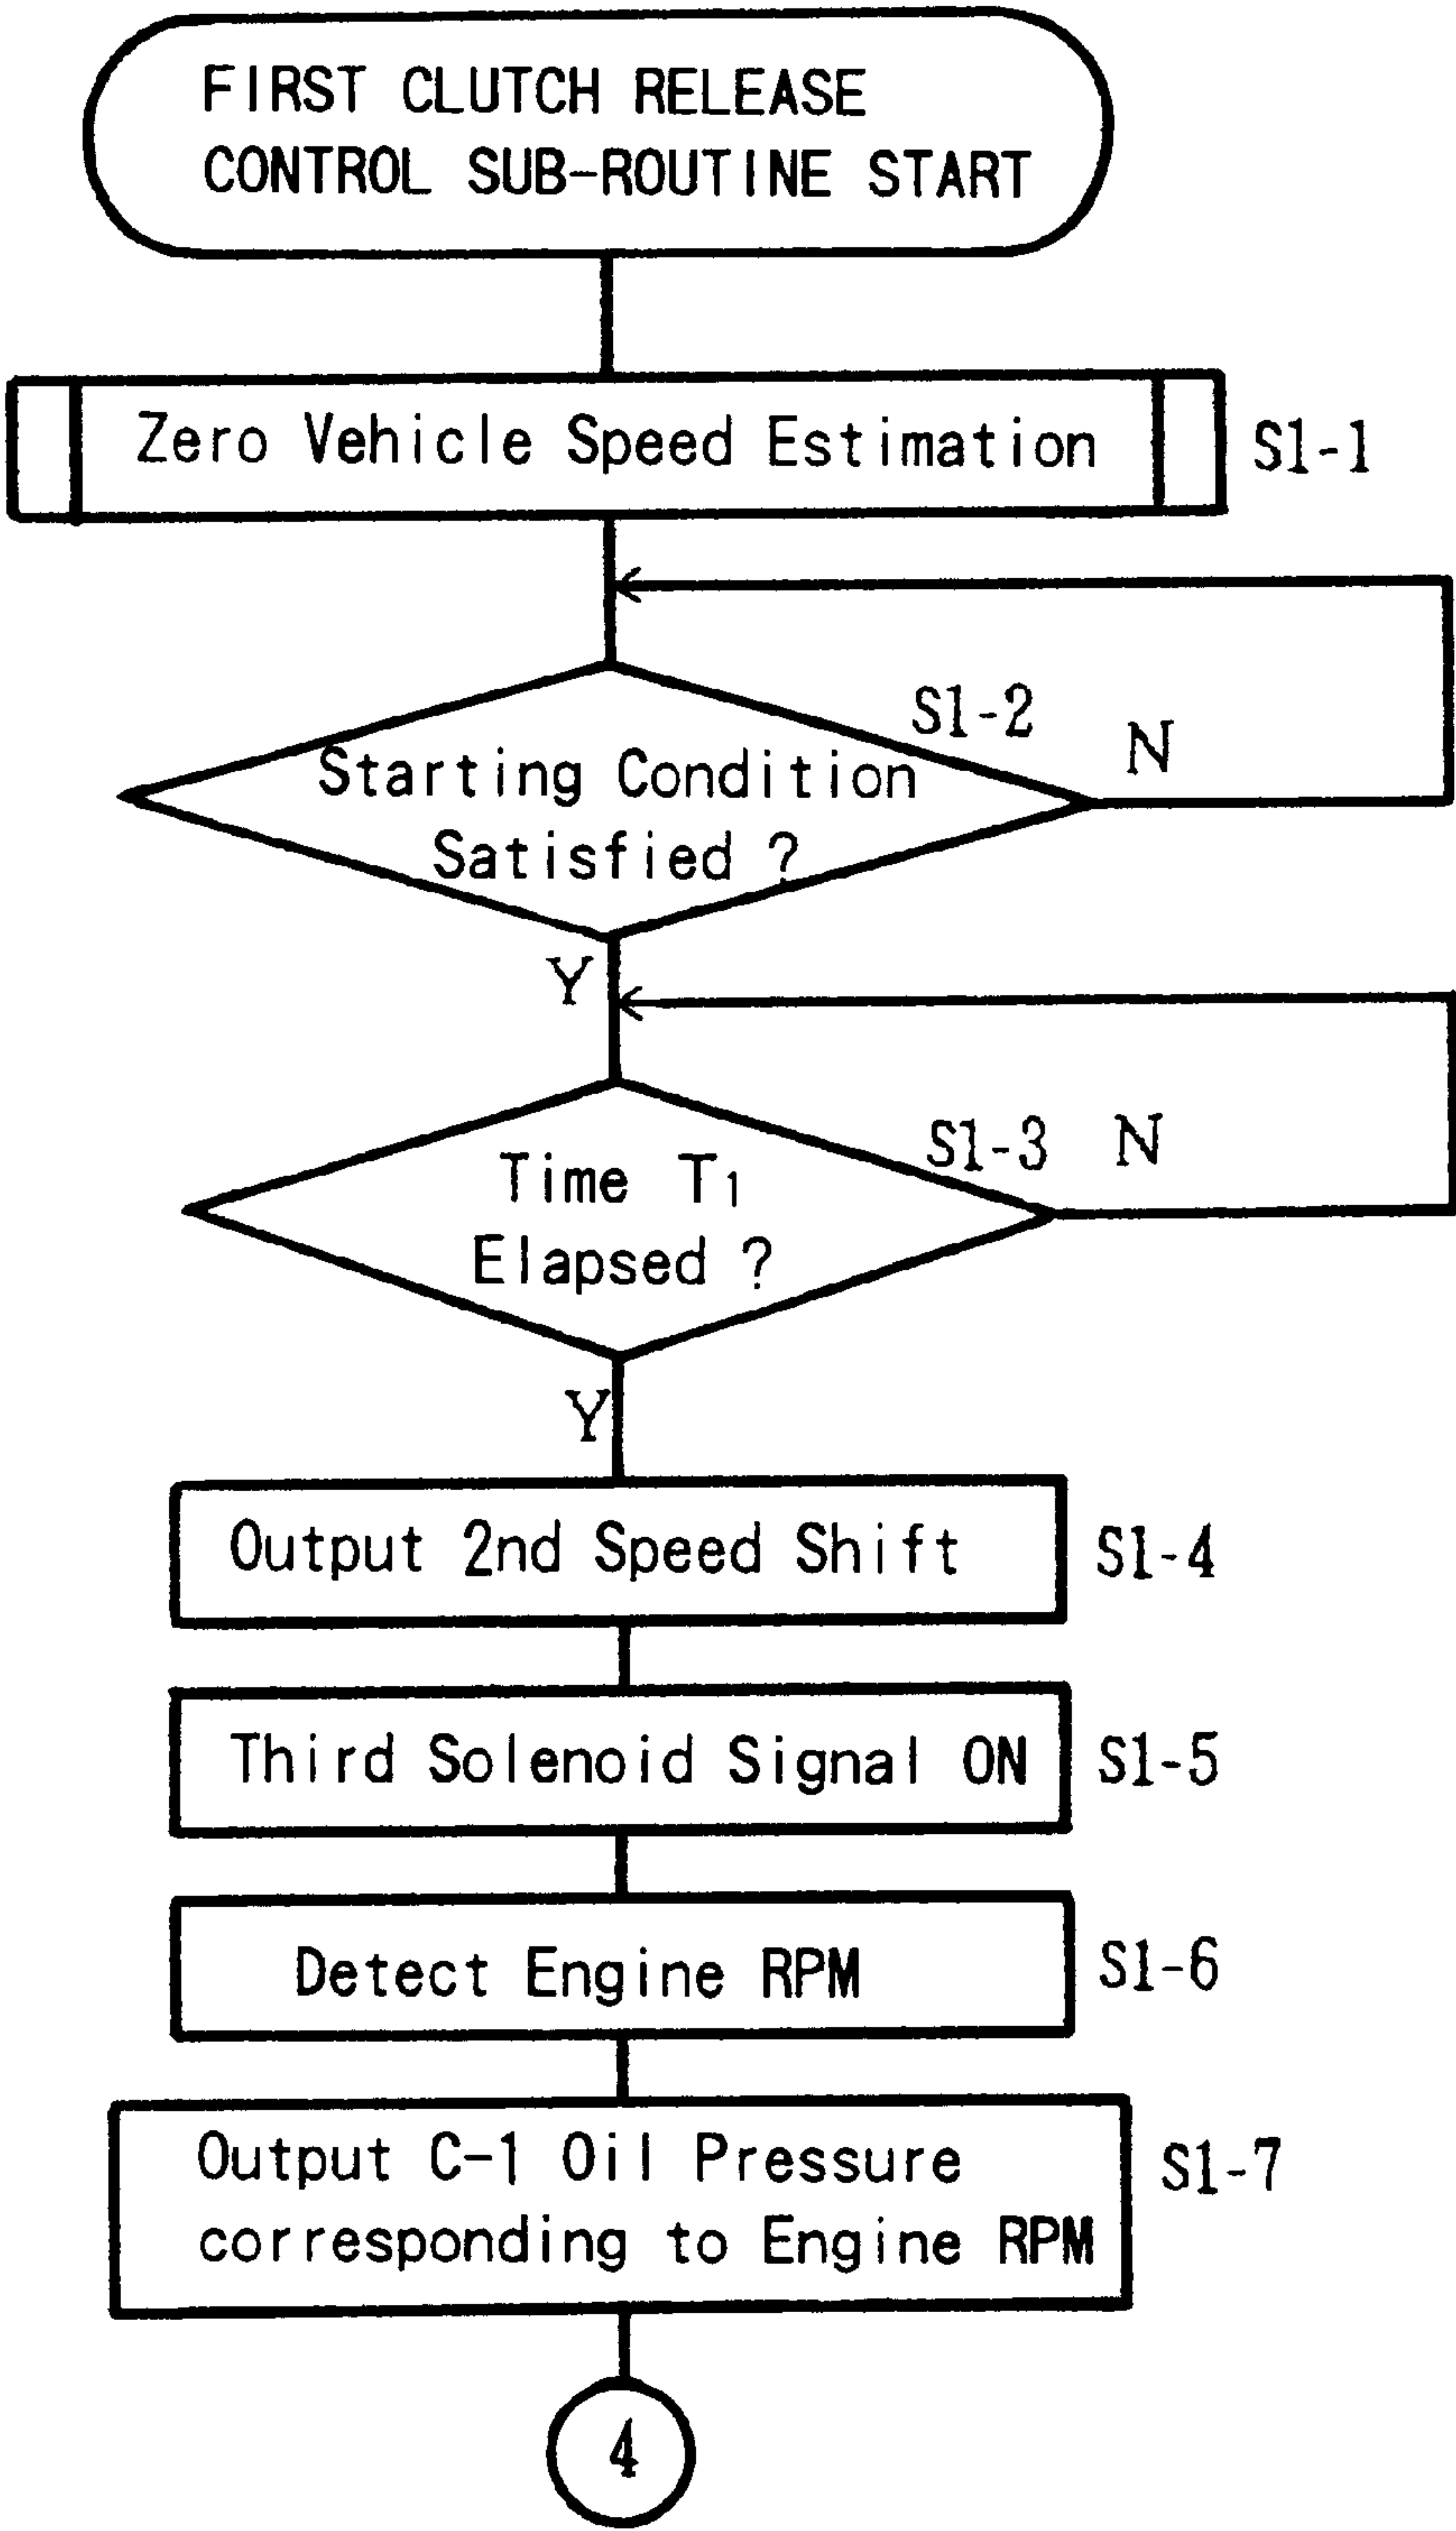 FIRST CLUTCH RELEASE
CONTROL SUB-ROUTINE START
Zero Vehicle Speed Estimation
S1-1
S1-2
N
Starting Condition
Satisfied ?
Y
S1-3
N
Time T₁
Elapsed ?
Y
Output 2nd Speed Shift
S1-4
Third Solenoid Signal ON
S1-5
Detect Engine RPM
S1-6
Output C-1 Oil Pressure
corresponding to Engine RPM
S1-7
4